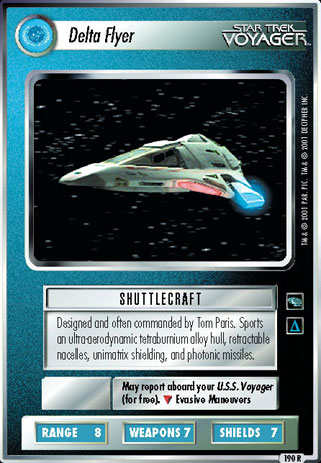 Delta Flyer
STAR TREK
VOYAGER™
TM & © 2001 PAR. PIC. TM & © 2001 DECIPHER INC.
SHUTTLECRAFT
Designed and often commanded by Tom Paris. Sports
an ultra-aerodynamic tetraburnium alloy hull, retractable
nacelles, unimatrix shielding, and photonic missiles.
May report aboard your U.S.S. Voyager
(for free). ▼ Evasive Maneuvers
RANGE 8 WEAPONS 7 SHIELDS 7
190 R